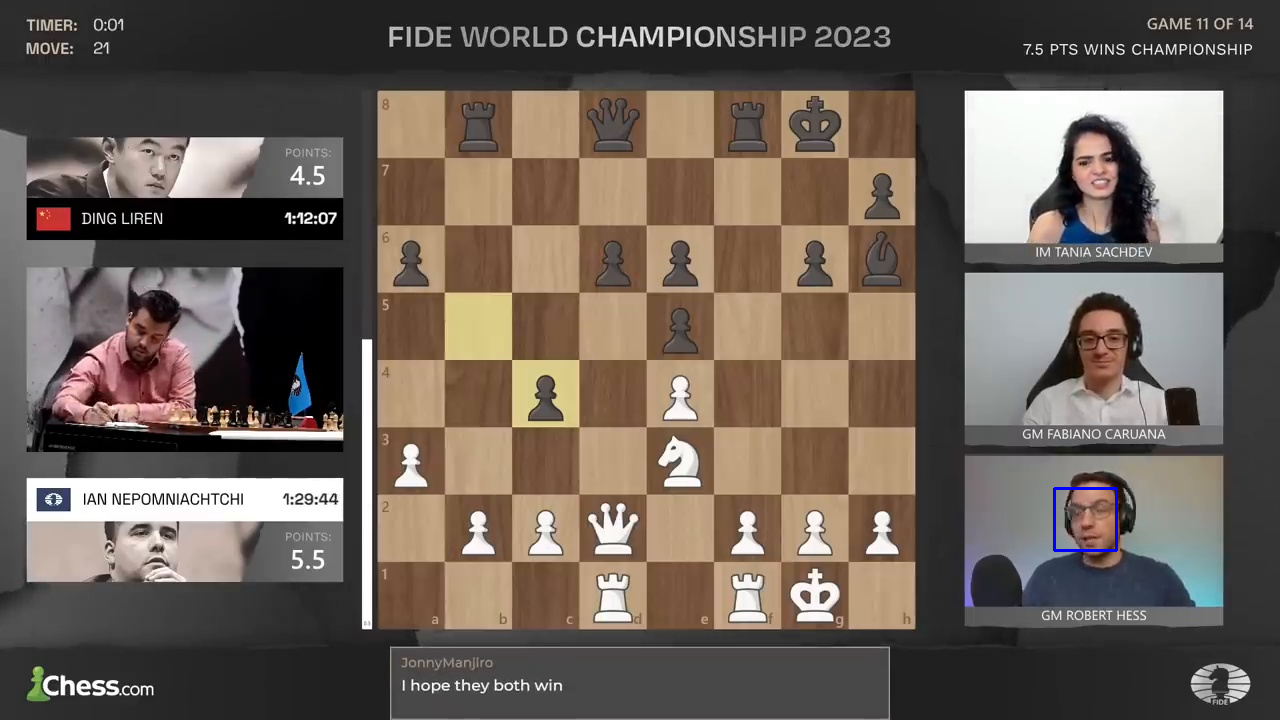 TIMER: 0:01
MOVE: 21
FIDE WORLD CHAMPIONSHIP 2023
GAME 11 OF 14
7.5 PTS WINS CHAMPIONSHIP
POINTS:
4.5
DING LIREN 1:12:07
IAN NEPOMNIACHTCHI 1:29:44
POINTS:
5.5
8
7
6
5
4
3
2
1
a b c d e f g h
IM TANIA SACHDEV
GM FABIANO CARUANA
GM ROBERT HESS
JonnyManjiro
I hope they both win
Chess.com
FIDE